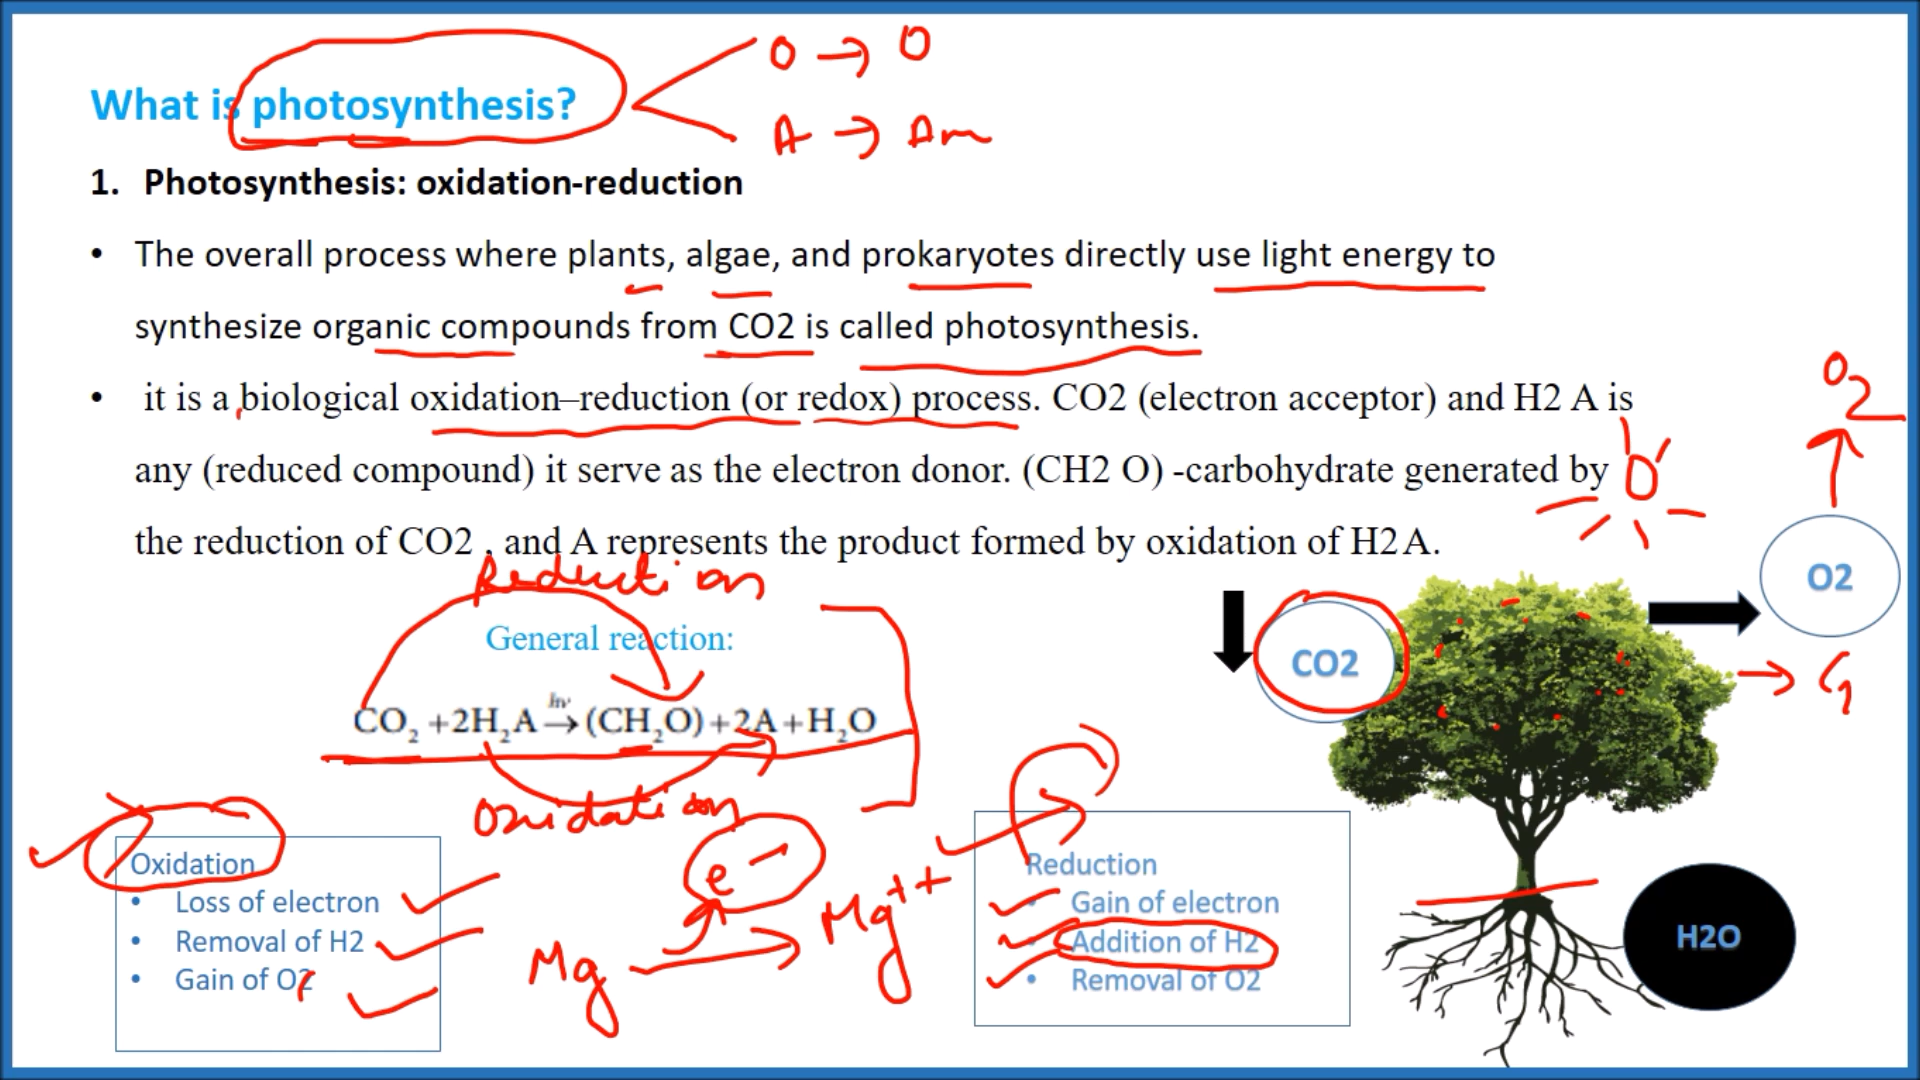 What is photosynthesis?
O → O
A → Am
1. Photosynthesis: oxidation-reduction
• The overall process where plants, algae, and prokaryotes directly use light energy to
synthesize organic compounds from CO2 is called photosynthesis.
• it is a biological oxidation–reduction (or redox) process. CO2 (electron acceptor) and H2 A is
any (reduced compound) it serve as the electron donor. (CH2 O) -carbohydrate generated by
the reduction of CO2 , and A represents the product formed by oxidation of H2A.
O2
O2
CO2
Reduction
General reaction:
CO₂ +2H₂A →hν (CH₂O)+2A+H₂O
Oxidation
Oxidation
• Loss of electron
• Removal of H2
• Gain of O2
e⁻
Mg → Mg++
Reduction
• Gain of electron
• Addition of H2
• Removal of O2
H2O